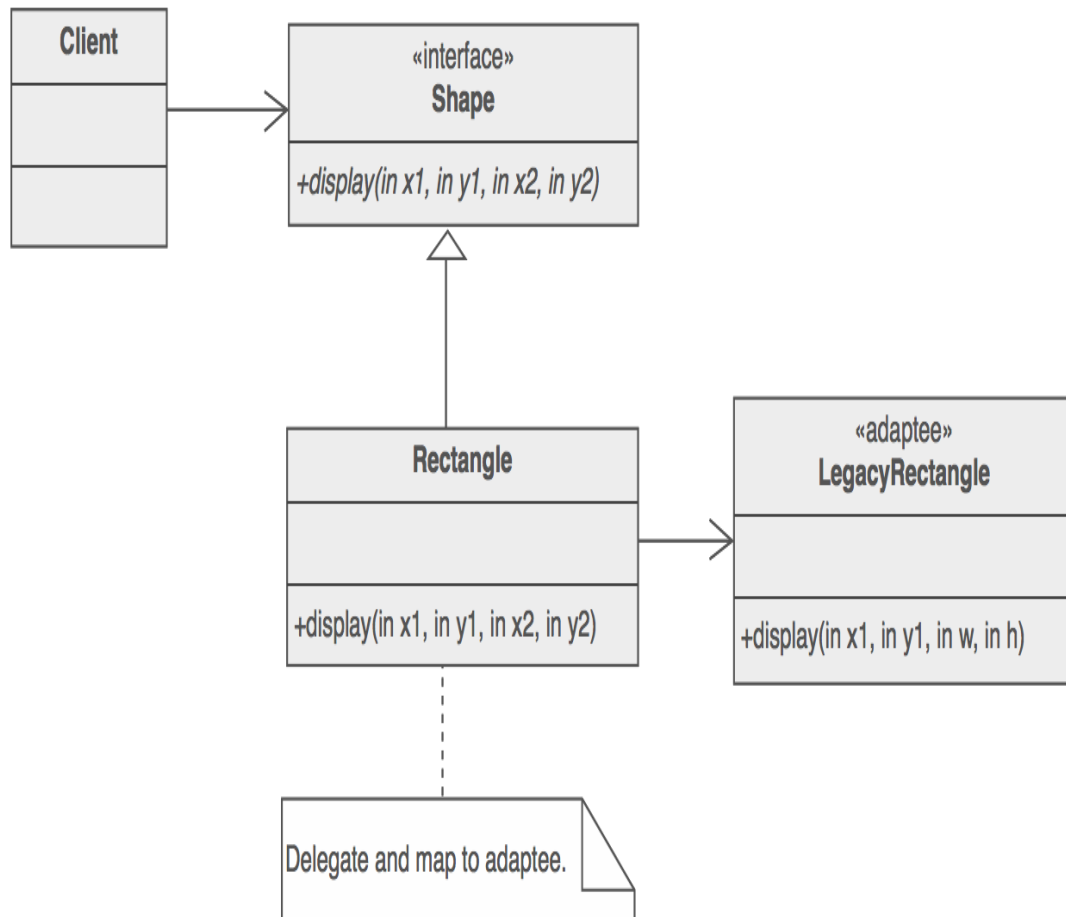 Client
«interface»
Shape
+display(in x1, in y1, in x2, in y2)
Rectangle
+display(in x1, in y1, in x2, in y2)
«adaptee»
LegacyRectangle
+display(in x1, in y1, in w, in h)
Delegate and map to adaptee.